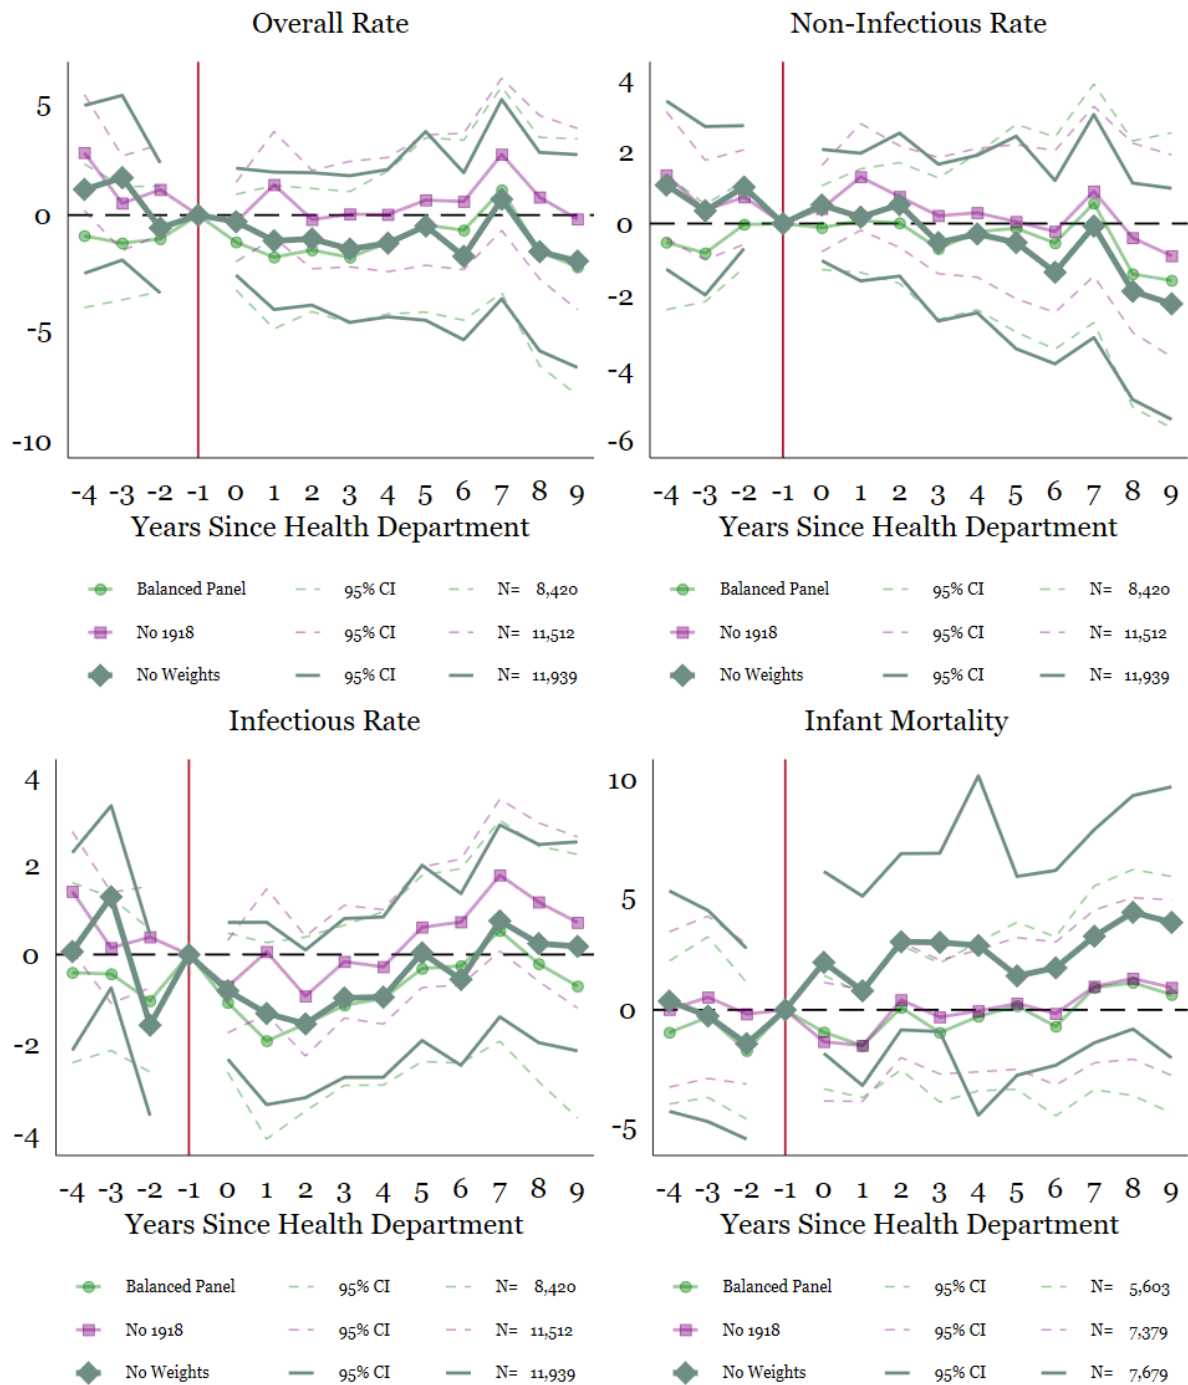 Overall Rate
5
0
-5
-10
-4 -3 -2 -1 0 1 2 3 4 5 6 7 8 9
Years Since Health Department
Balanced Panel 95% CI N= 8,420
No 1918 95% CI N= 11,512
No Weights 95% CI N= 11,939
Non-Infectious Rate
4
2
0
-2
-4
-6
-4 -3 -2 -1 0 1 2 3 4 5 6 7 8 9
Years Since Health Department
Balanced Panel 95% CI N= 8,420
No 1918 95% CI N= 11,512
No Weights 95% CI N= 11,939
Infectious Rate
4
2
0
-2
-4
-4 -3 -2 -1 0 1 2 3 4 5 6 7 8 9
Years Since Health Department
Balanced Panel 95% CI N= 8,420
No 1918 95% CI N= 11,512
No Weights 95% CI N= 11,939
Infant Mortality
10
5
0
-5
-4 -3 -2 -1 0 1 2 3 4 5 6 7 8 9
Years Since Health Department
Balanced Panel 95% CI N= 5,603
No 1918 95% CI N= 7,379
No Weights 95% CI N= 7,679